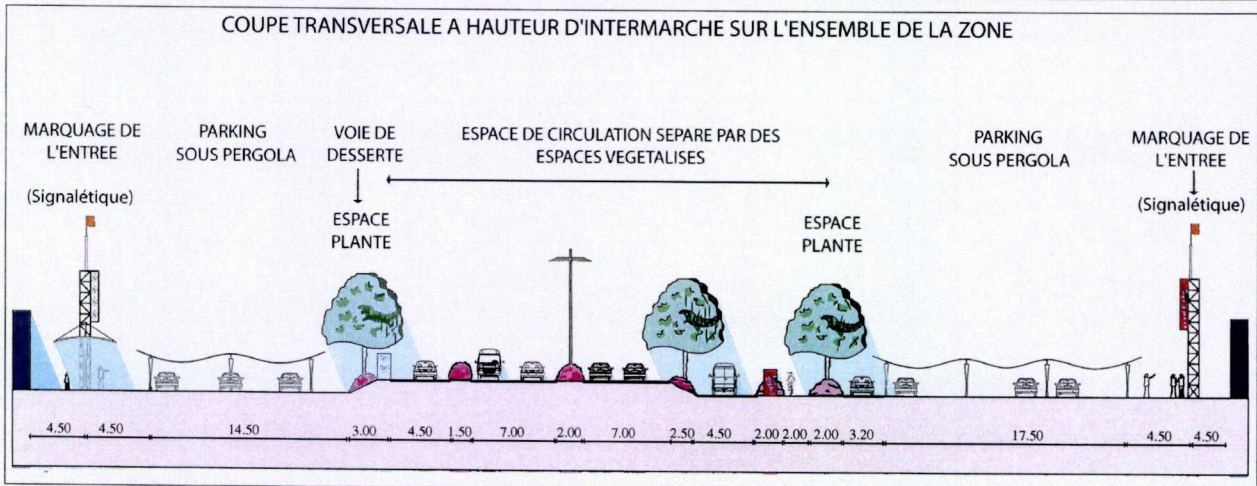 COUPE TRANSVERSALE A HAUTEUR D'INTERMARCHE SUR L'ENSEMBLE DE LA ZONE
MARQUAGE DE
L'ENTREE
(Signalétique)
PARKING
SOUS PERGOLA
VOIE DE
DESSERTE
ESPACE
PLANTE
ESPACE DE CIRCULATION SEPARE PAR DES
ESPACES VEGETALISES
ESPACE
PLANTE
PARKING
SOUS PERGOLA
MARQUAGE DE
L'ENTREE
(Signalétique)
4.50 4.50 14.50 3.00 4.50 1.50 7.00 2.00 7.00 2.50 4.50 2.00 2.00 2.00 3.20 17.50 4.50 4.50